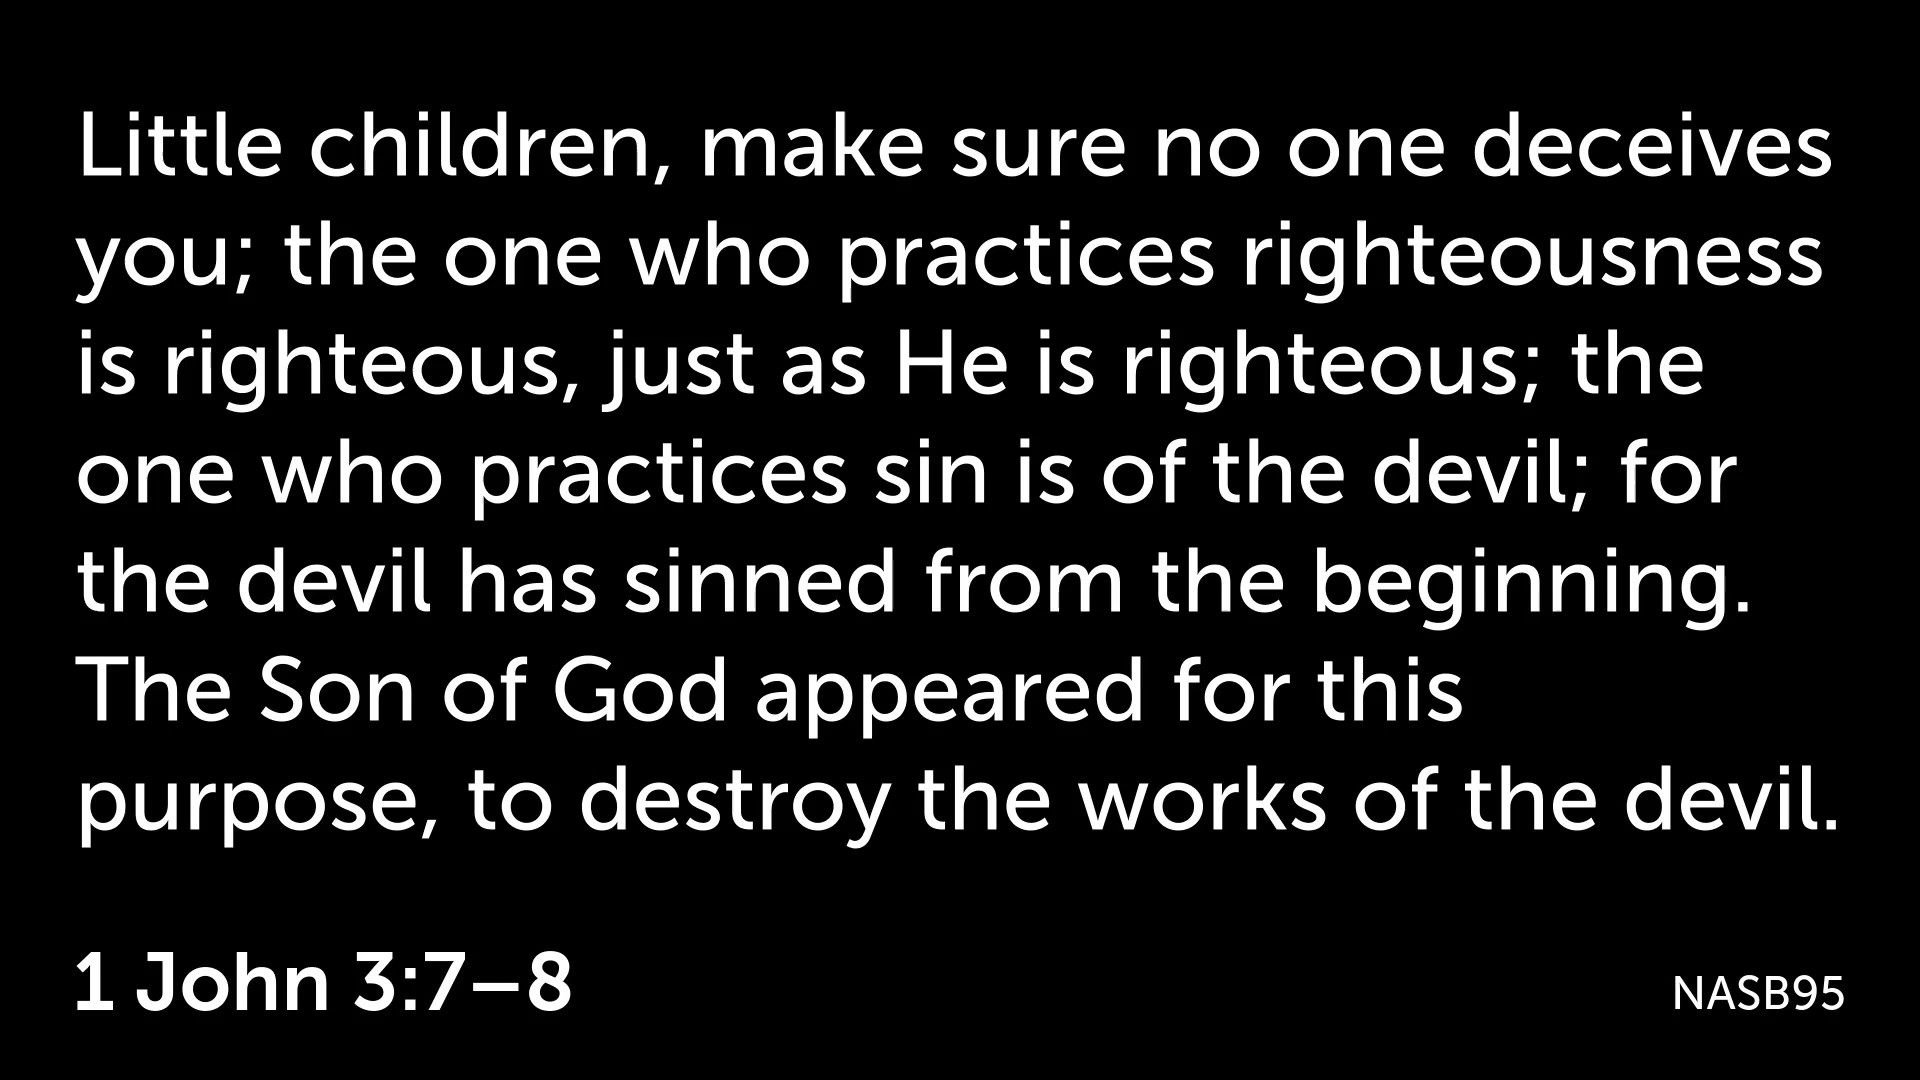 Little children, make sure no one deceives
you; the one who practices righteousness
is righteous, just as He is righteous; the
one who practices sin is of the devil; for
the devil has sinned from the beginning.
The Son of God appeared for this
purpose, to destroy the works of the devil.
1 John 3:7–8
NASB95